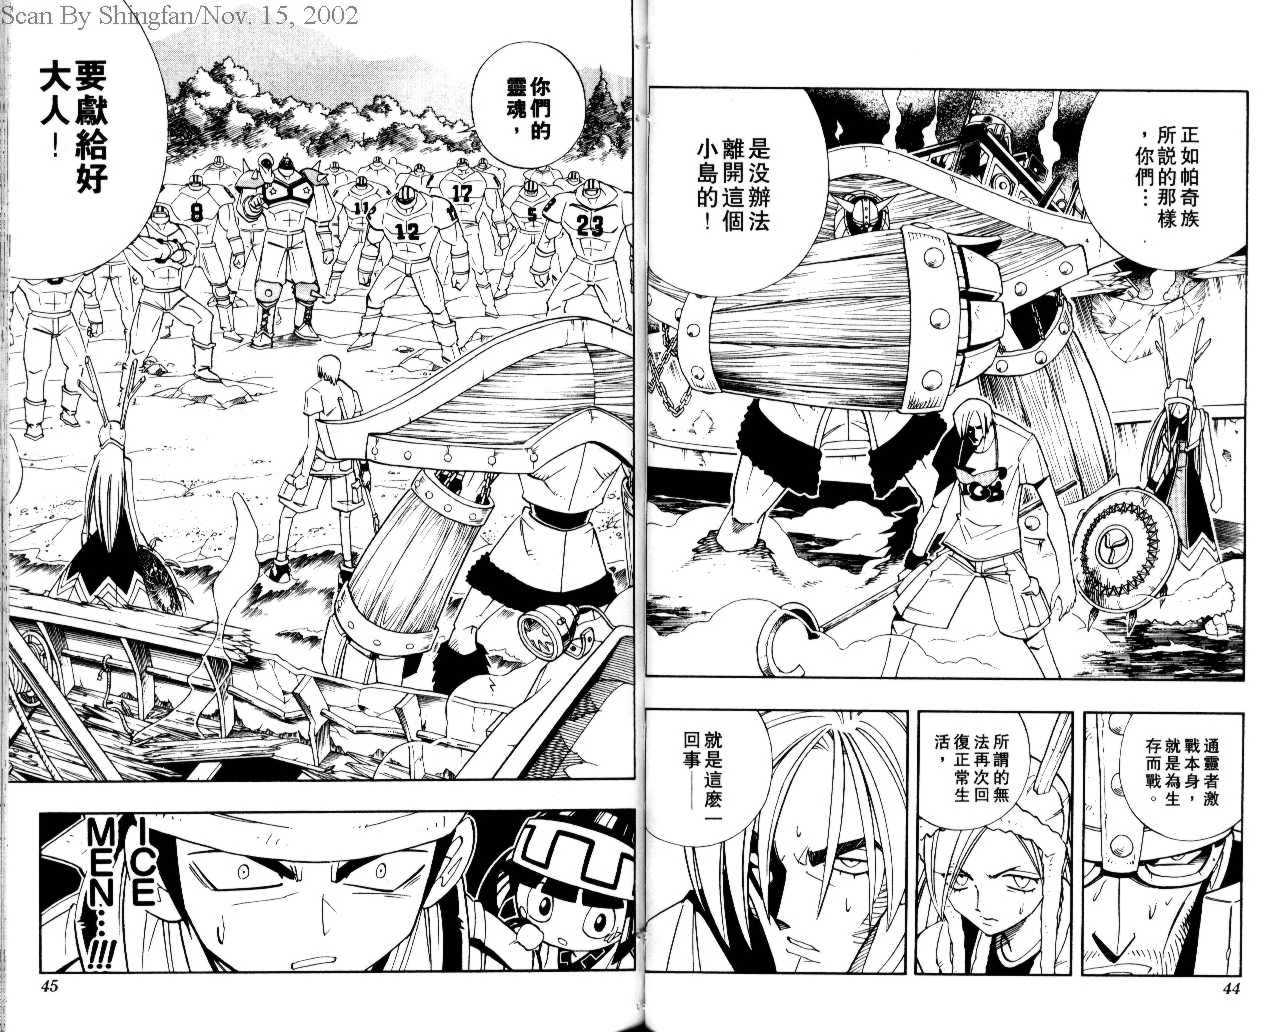 Scan By Shingfan/Nov. 15, 2002
正如帕奇族
所説的那樣
，你們…
是没辦法
離開這個
小島的！
通靈者激
戰本身，
就是為生
存而戰。
所謂的無
法再次回
復正常生
活，
就是這麼一
回事——
44
你們的
靈魂，
要獻給好
大人！
8
11
12
17
5
23
ICE
MEN…!!!
45